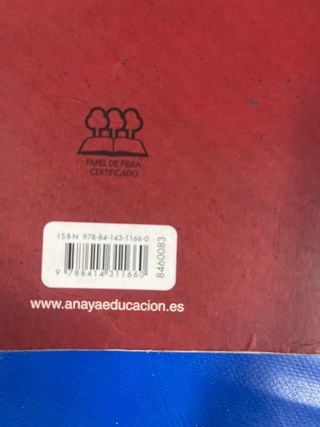 PAPEL DE FIBRA
CERTIFICADO
ISBN 978-84-143-1166-0
9 788414 311660
8460083
www.anayaeducacion.es